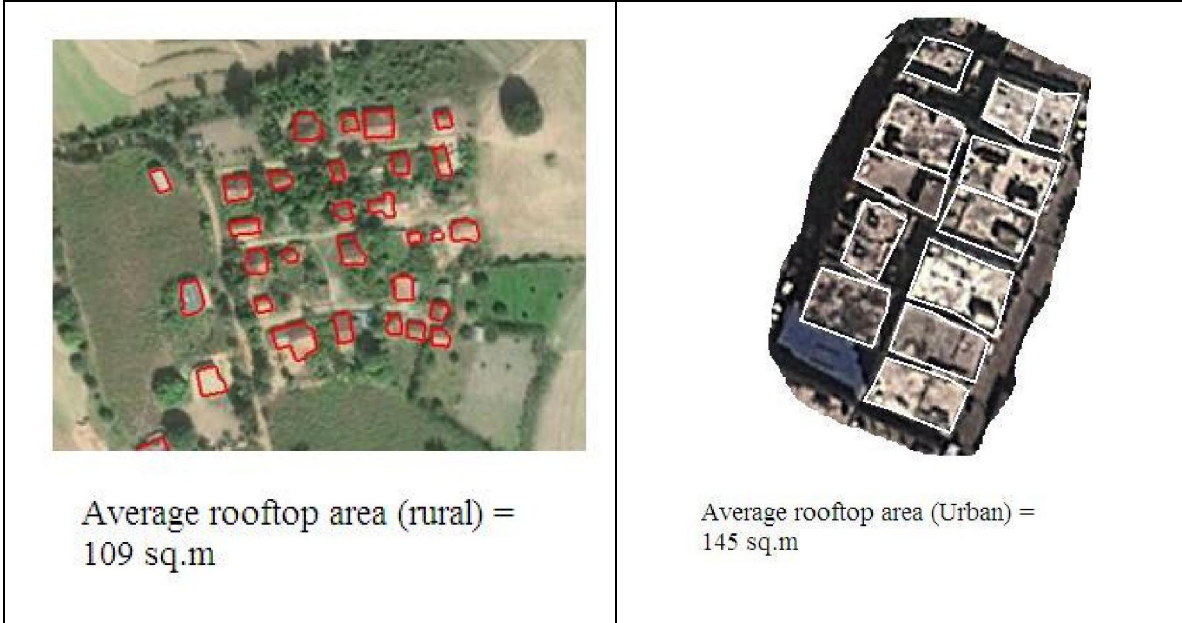 Average rooftop area (rural) =
109 sq.m
Average rooftop area (Urban) =
145 sq.m